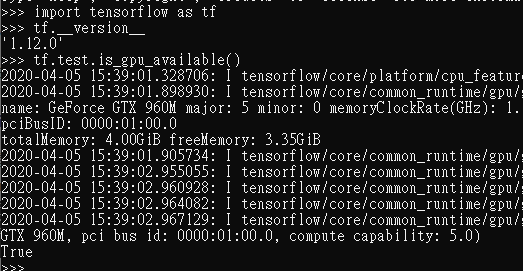 >>> import tensorflow as tf
>>> tf.__version__
'1.12.0'
>>> tf.test.is_gpu_available()
2020-04-05 15:39:01.328706: I tensorflow/core/platform/cpu_featur
2020-04-05 15:39:01.898930: I tensorflow/core/common_runtime/gpu/
name: GeForce GTX 960M major: 5 minor: 0 memoryClockRate(GHz): 1.
pciBusID: 0000:01:00.0
totalMemory: 4.00GiB freeMemory: 3.35GiB
2020-04-05 15:39:01.905734: I tensorflow/core/common_runtime/gpu/
2020-04-05 15:39:02.955055: I tensorflow/core/common_runtime/gpu/
2020-04-05 15:39:02.960928: I tensorflow/core/common_runtime/gpu/
2020-04-05 15:39:02.964082: I tensorflow/core/common_runtime/gpu/
2020-04-05 15:39:02.967129: I tensorflow/core/common_runtime/gpu/
GTX 960M, pci bus id: 0000:01:00.0, compute capability: 5.0)
True
>>>